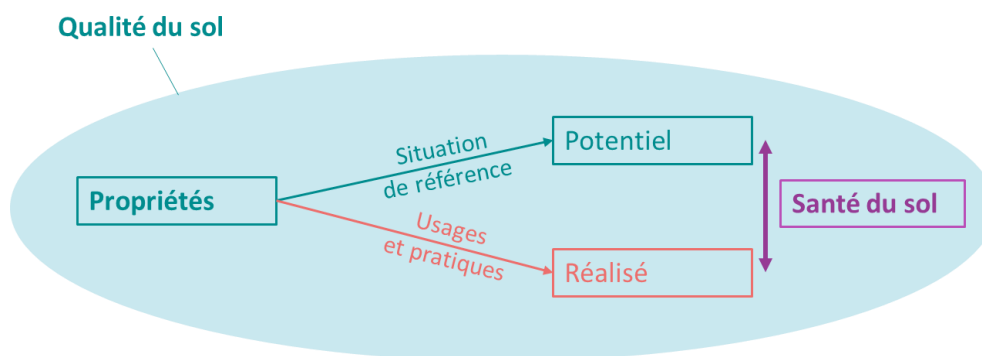 Qualité du sol
Situation
de référence
Potentiel
Propriétés
Santé du sol
Usages
et pratiques
Réalisé